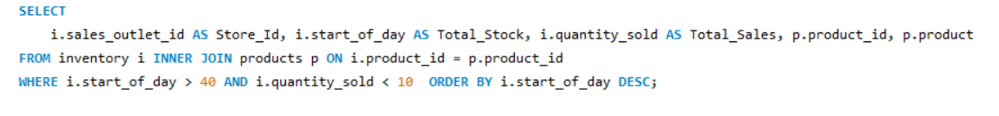 SELECT
i.sales_outlet_id AS Store_Id, i.start_of_day AS Total_Stock, i.quantity_sold AS Total_Sales, p.product_id, p.product
FROM inventory i INNER JOIN products p ON i.product_id = p.product_id
WHERE i.start_of_day > 40 AND i.quantity_sold < 10 ORDER BY i.start_of_day DESC;